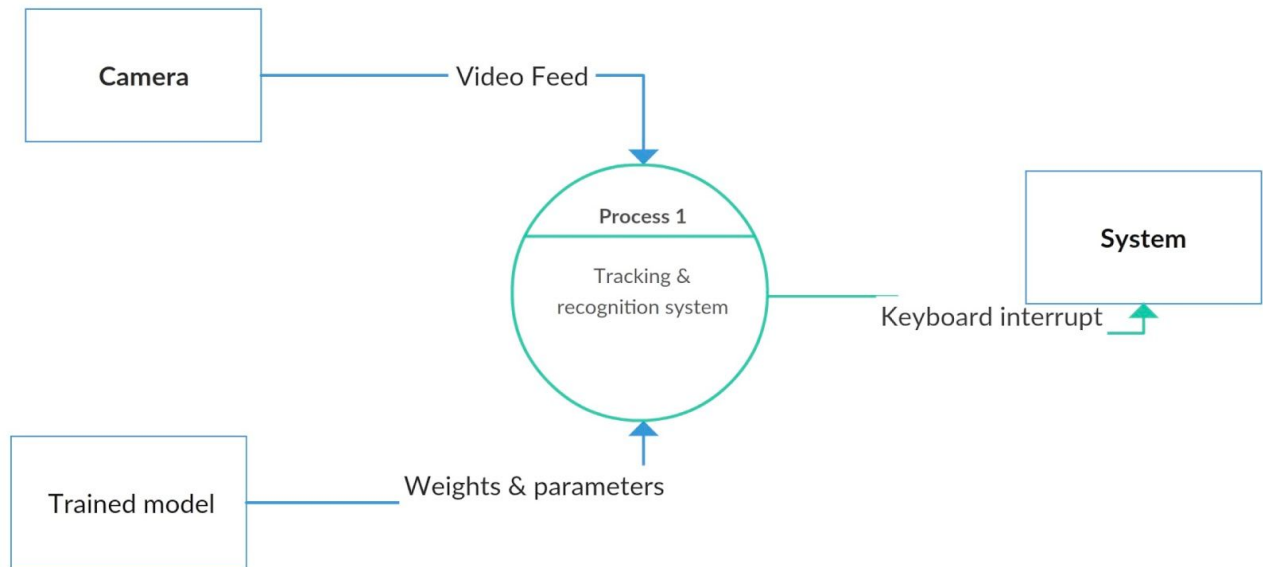 Camera
Video Feed
Process 1
Tracking &
recognition system
System
Keyboard interrupt
Trained model
Weights & parameters